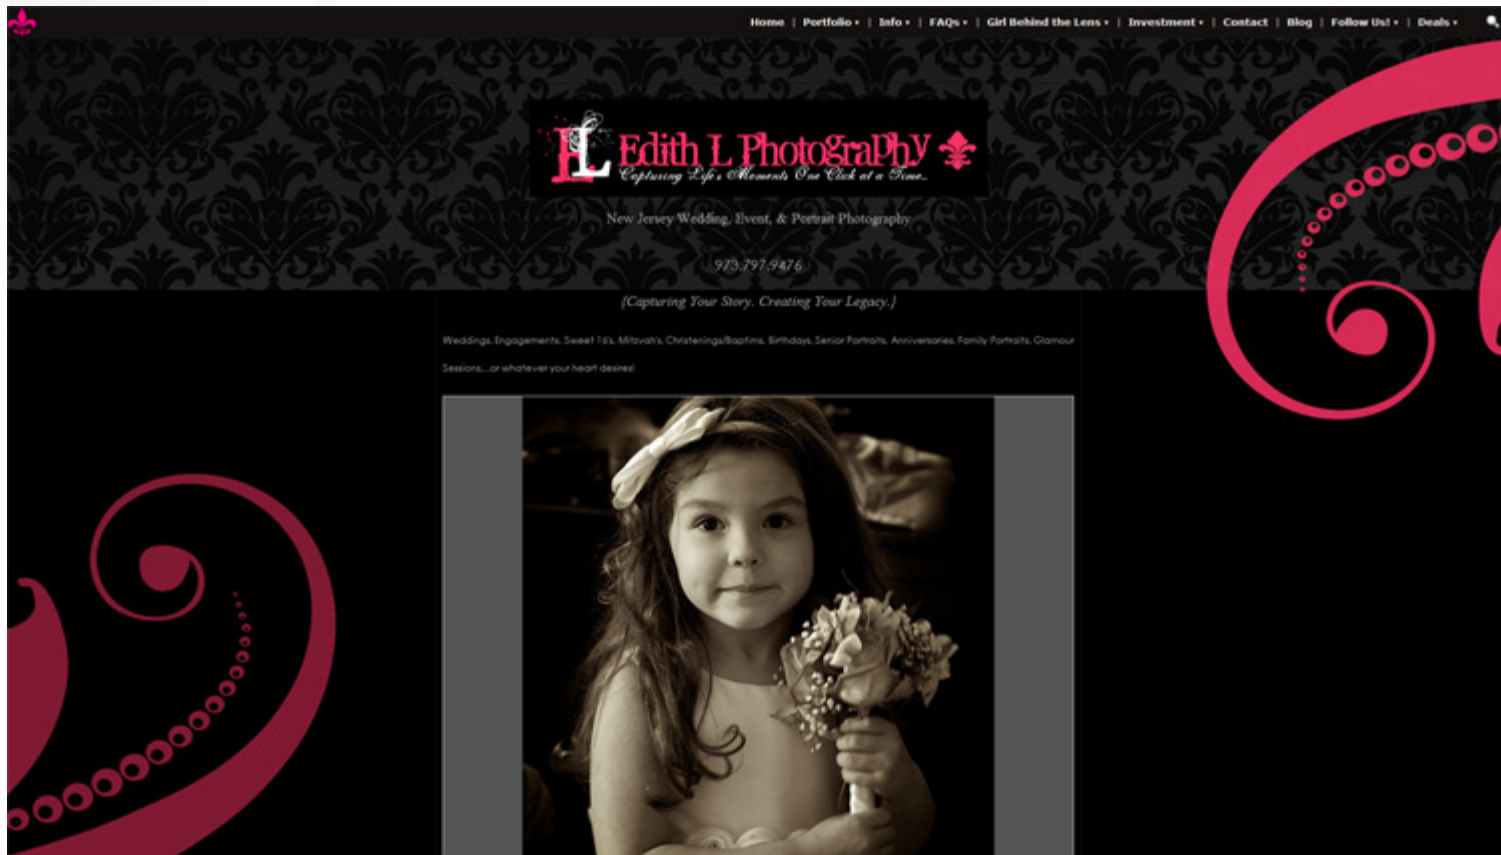 Home | Portfolio | Info | FAQs | Girl Behind the Lens | Investment | Contact | Blog | Follow Us! | Deals
EL Edith L Photography
Capturing Life's Moments One Click at a Time...
New Jersey Wedding, Event, & Portrait Photography
973.797.9476
{Capturing Your Story. Creating Your Legacy.}
Weddings, Engagements, Sweet 16's, Mitzvah's, Christenings/Baptims, Birthdays, Senior Portraits, Anniversaries, Family Portraits, Glamour
Sessions....or whatever your heart desires!